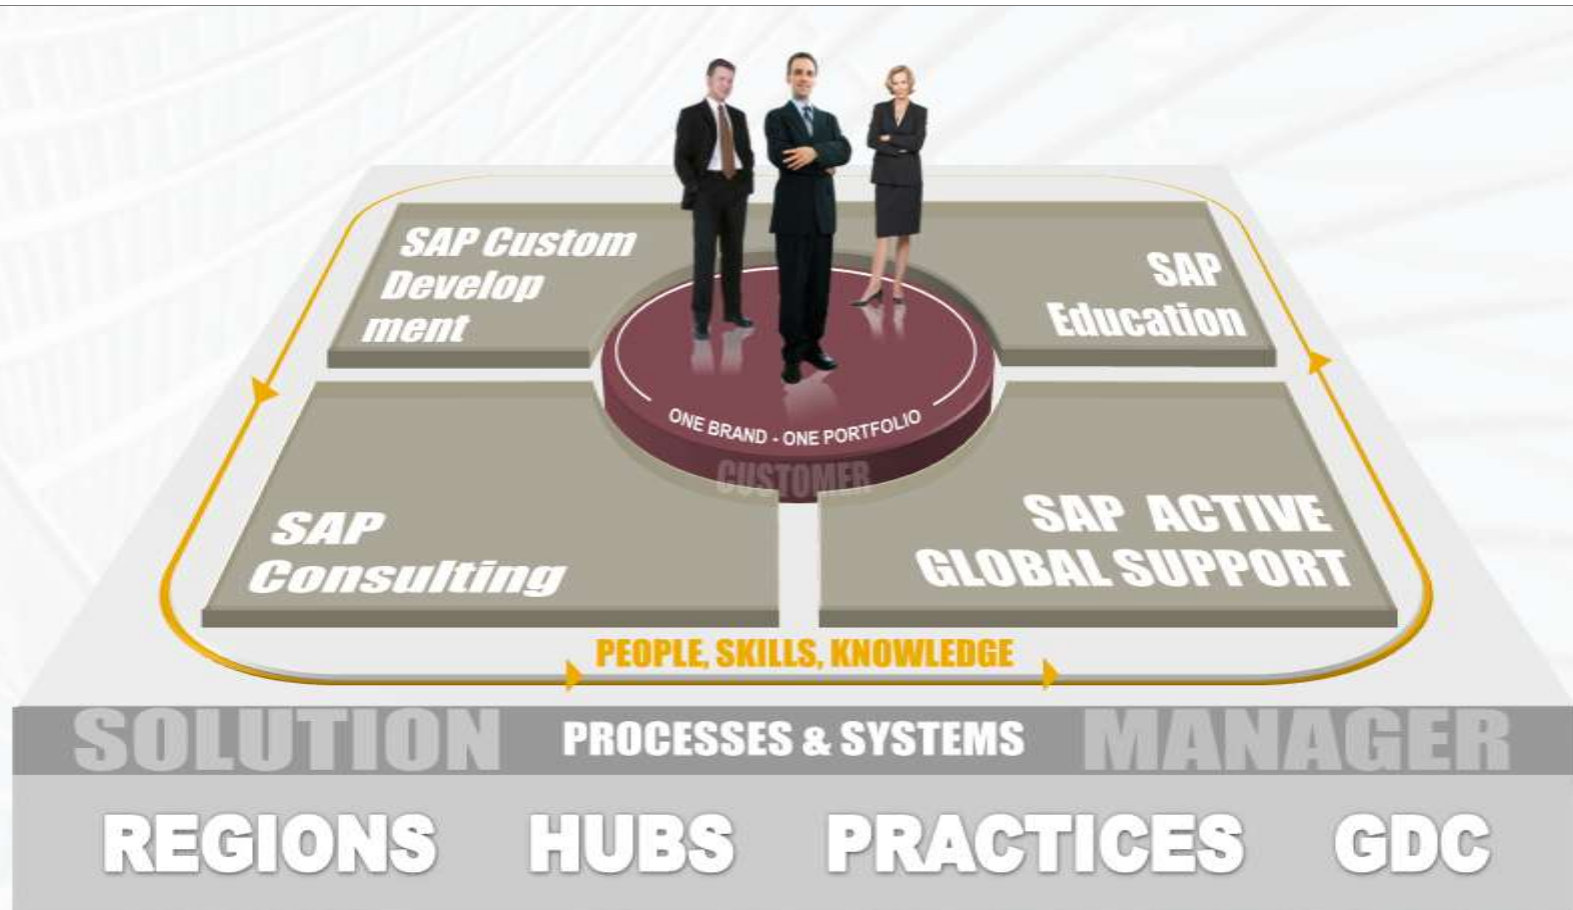 SAP Custom
Develop
ment
SAP
Education
ONE BRAND - ONE PORTFOLIO
CUSTOMER
SAP
Consulting
SAP ACTIVE
GLOBAL SUPPORT
PEOPLE, SKILLS, KNOWLEDGE
SOLUTION PROCESSES & SYSTEMS MANAGER
REGIONS HUBS PRACTICES GDC